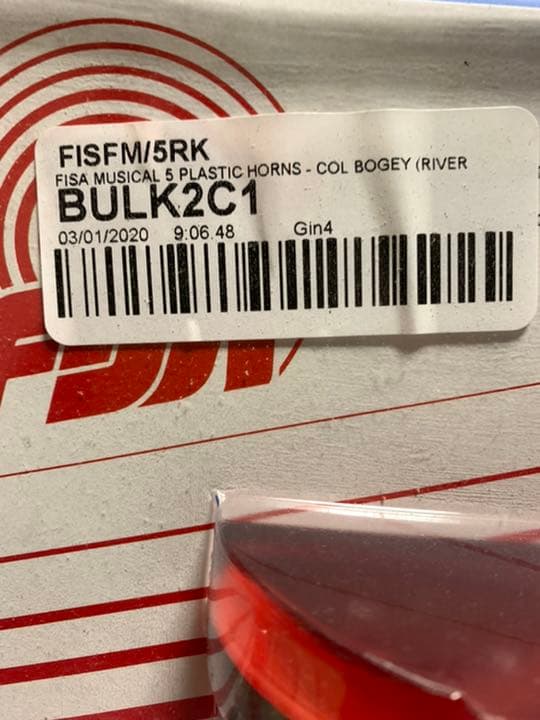 FISFM/5RK
FISA MUSICAL 5 PLASTIC HORNS - COL BOGEY (RIVER
BULK2C1
03/01/2020 9:06.48 Gin4